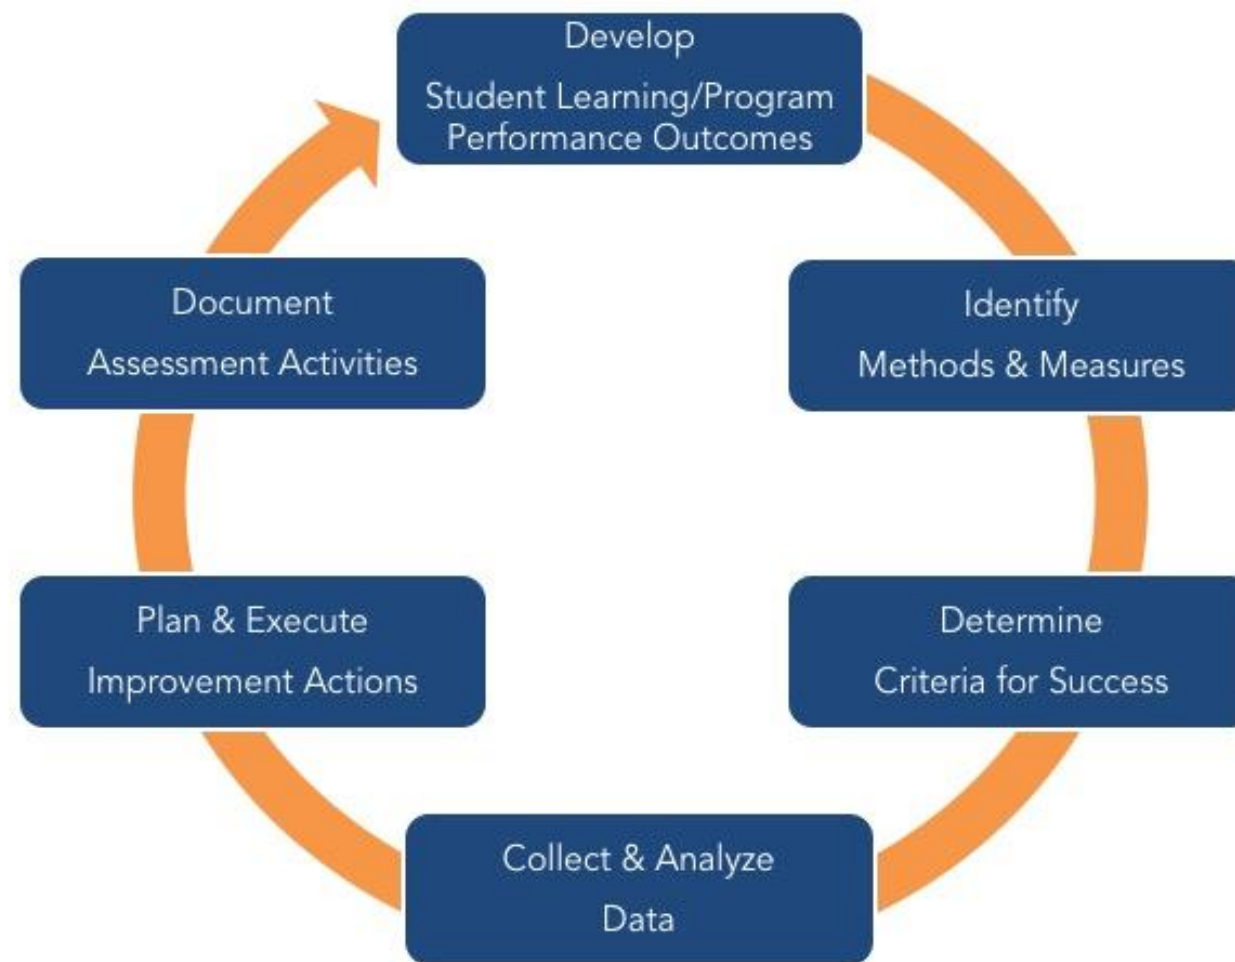 Develop
Student Learning/Program
Performance Outcomes
Identify
Methods & Measures
Determine
Criteria for Success
Collect & Analyze
Data
Plan & Execute
Improvement Actions
Document
Assessment Activities